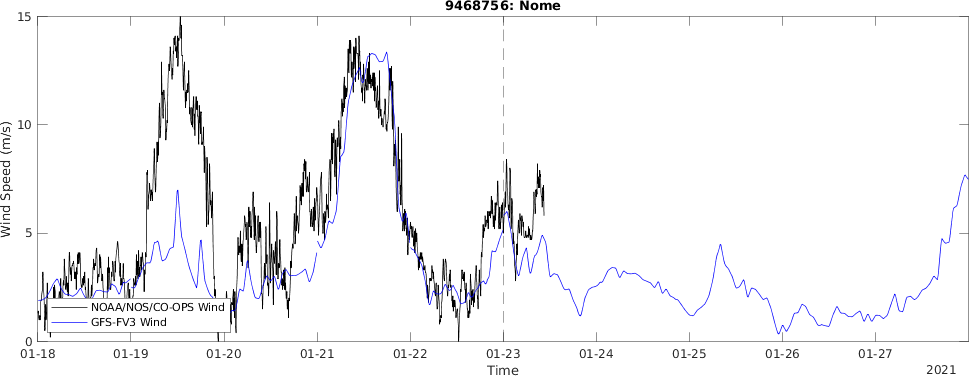 9468756: Nome
15
10
5
0
Wind Speed (m/s)
NOAA/NOS/CO-OPS Wind
GFS-FV3 Wind
01-18 01-19 01-20 01-21 01-22 01-23 01-24 01-25 01-26 01-27
Time
2021